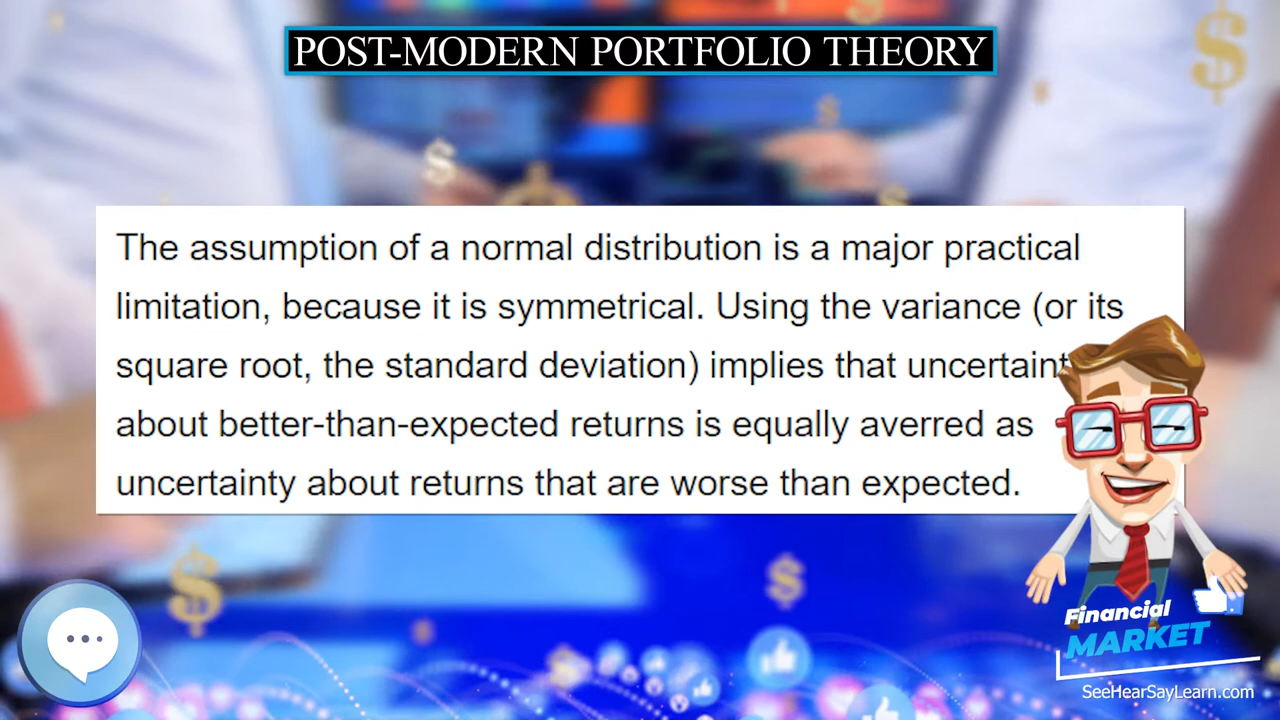 POST-MODERN PORTFOLIO THEORY
The assumption of a normal distribution is a major practical
limitation, because it is symmetrical. Using the variance (or its
square root, the standard deviation) implies that uncertaint
about better-than-expected returns is equally averred as
uncertainty about returns that are worse than expected.
Financial
MARKET
SeeHearSayLearn.com